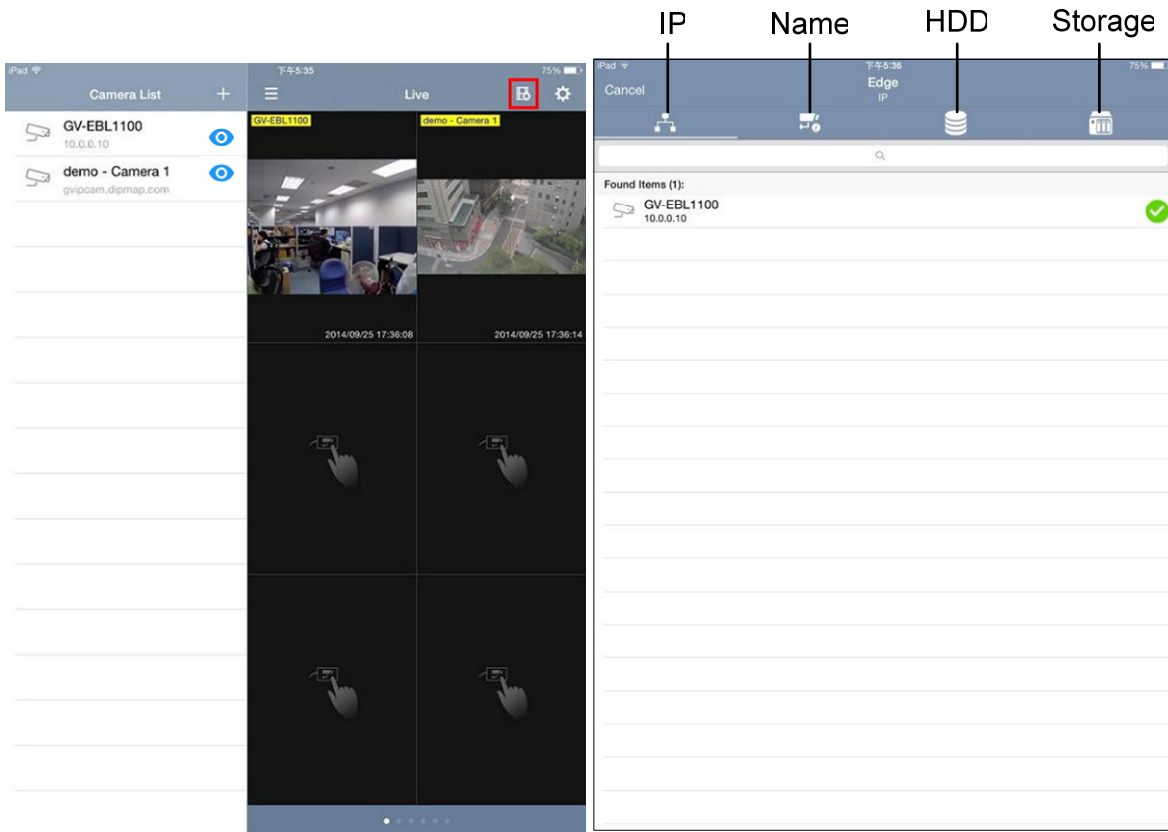 IP Name HDD Storage
iPad 下午5:35 75%
Camera List + Live
GV-EBL1100
10.0.0.10
demo - Camera 1
gvipcam.dipmap.com
GV-EBL1100
demo - Camera 1
2014/09/25 17:36:08
2014/09/25 17:36:14
iPad 下午5:36 75%
Cancel Edge
IP
Found Items (1):
GV-EBL1100
10.0.0.10